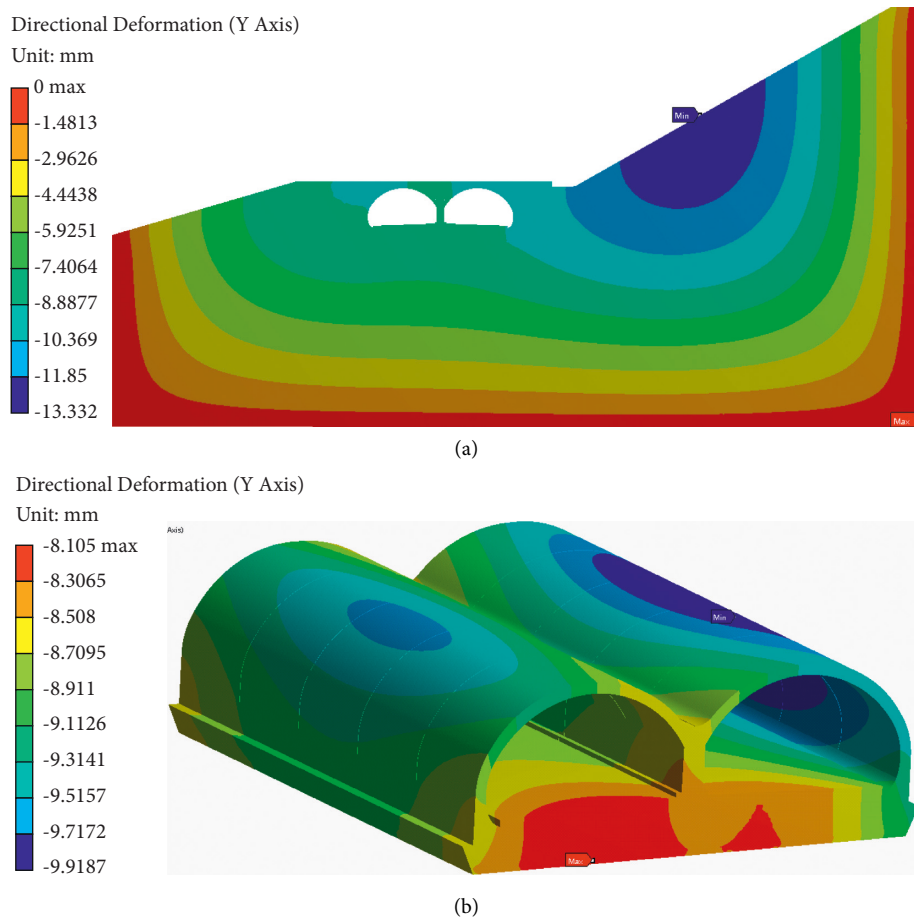 Directional Deformation (Y Axis)
Unit: mm
0 max
-1.4813
-2.9626
-4.4438
-5.9251
-7.4064
-8.8877
-10.369
-11.85
-13.332
Min
Max
(a)
Directional Deformation (Y Axis)
Unit: mm
-8.105 max
-8.3065
-8.508
-8.7095
-8.911
-9.1126
-9.3141
-9.5157
-9.7172
-9.9187
Axis)
Min
Max
(b)